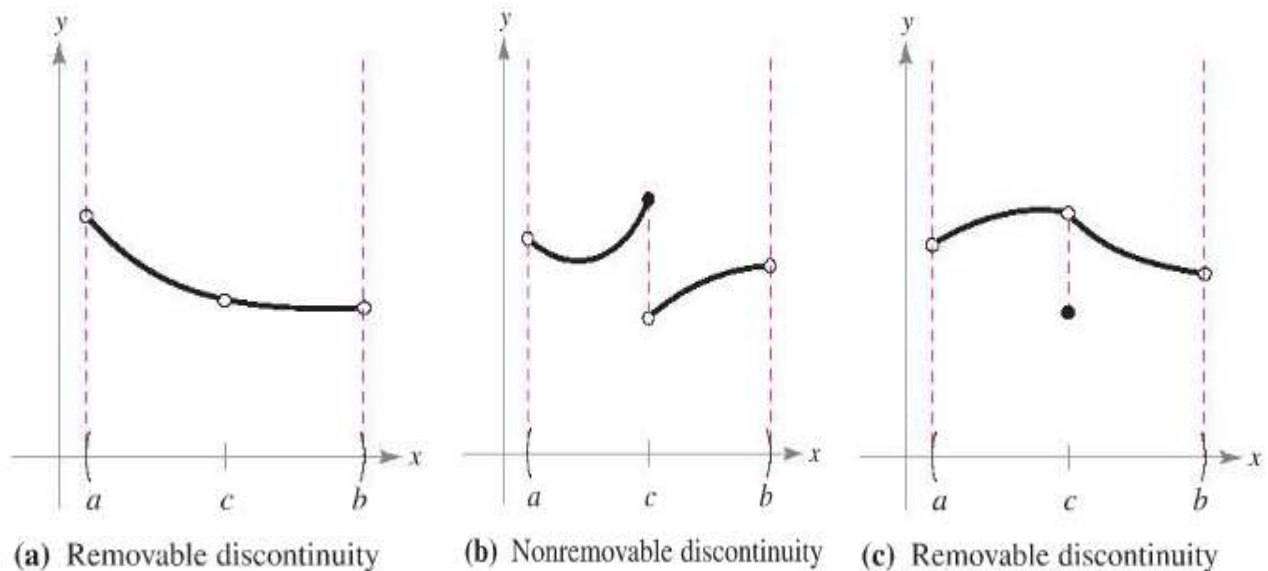 y
y
y
x
x
x
a
c
b
a
c
b
a
c
b
(a) Removable discontinuity
(b) Nonremovable discontinuity
(c) Removable discontinuity